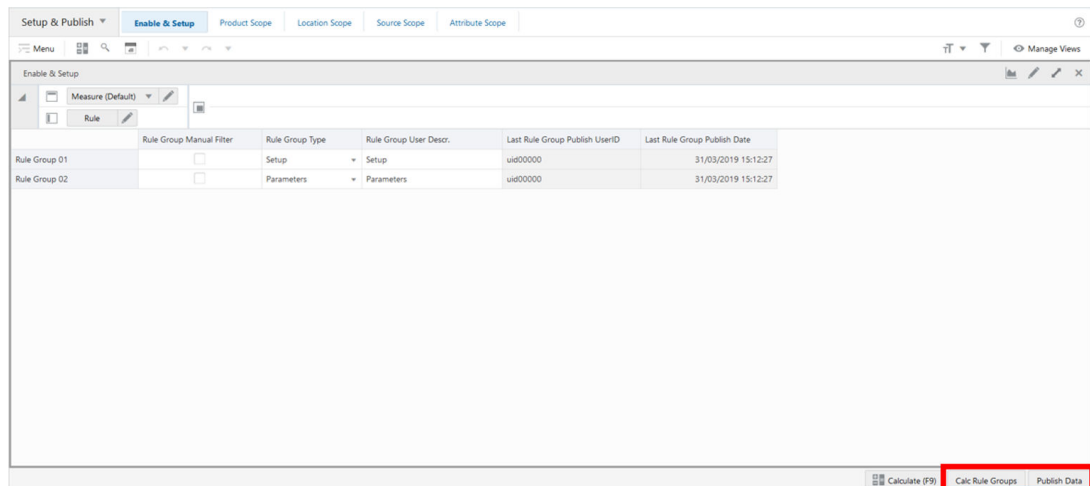 Setup & Publish Enable & Setup Product Scope Location Scope Source Scope Attribute Scope
Menu Manage Views
Enable & Setup
Measure (Default)
Rule
Rule Group Manual Filter Rule Group Type Rule Group User Descr. Last Rule Group Publish UserID Last Rule Group Publish Date
Rule Group 01 Setup Setup uid00000 31/03/2019 15:12:27
Rule Group 02 Parameters Parameters uid00000 31/03/2019 15:12:27
Calculate (F9) Calc Rule Groups Publish Data